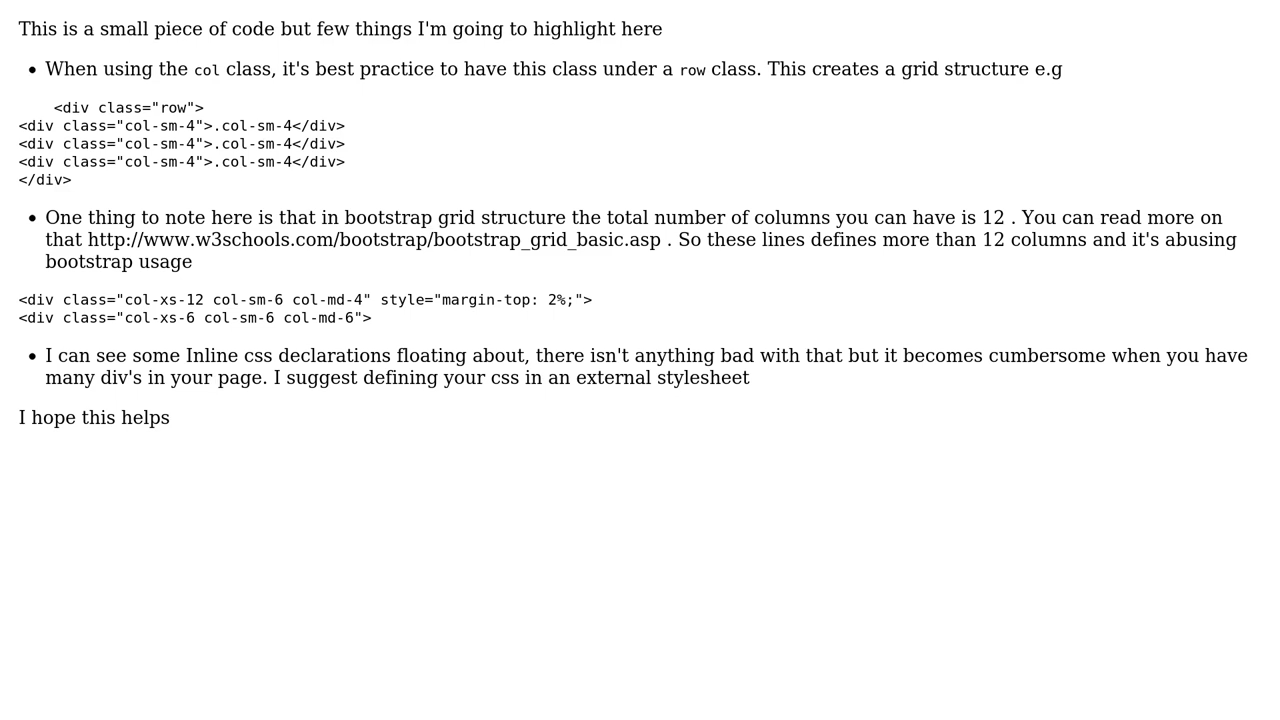 This is a small piece of code but few things I'm going to highlight here
• When using the col class, it's best practice to have this class under a row class. This creates a grid structure e.g
    <div class="row">
<div class="col-sm-4">.col-sm-4</div>
<div class="col-sm-4">.col-sm-4</div>
<div class="col-sm-4">.col-sm-4</div>
</div>
• One thing to note here is that in bootstrap grid structure the total number of columns you can have is 12 . You can read more on
that http://www.w3schools.com/bootstrap/bootstrap_grid_basic.asp . So these lines defines more than 12 columns and it's abusing
bootstrap usage
<div class="col-xs-12 col-sm-6 col-md-4" style="margin-top: 2%;">
<div class="col-xs-6 col-sm-6 col-md-6">
• I can see some Inline css declarations floating about, there isn't anything bad with that but it becomes cumbersome when you have
many div's in your page. I suggest defining your css in an external stylesheet
I hope this helps